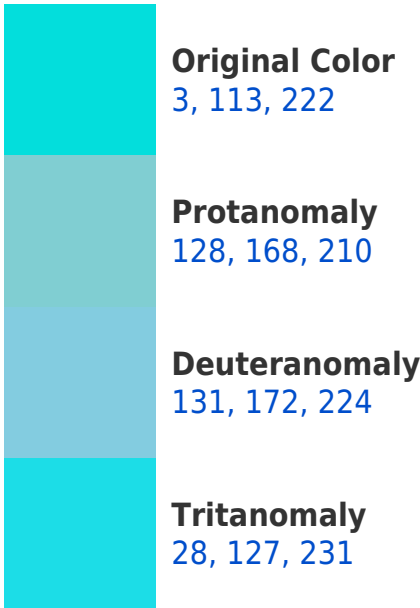 Original Color
3, 113, 222
Protanomaly
128, 168, 210
Deuteranomaly
131, 172, 224
Tritanomaly
28, 127, 231